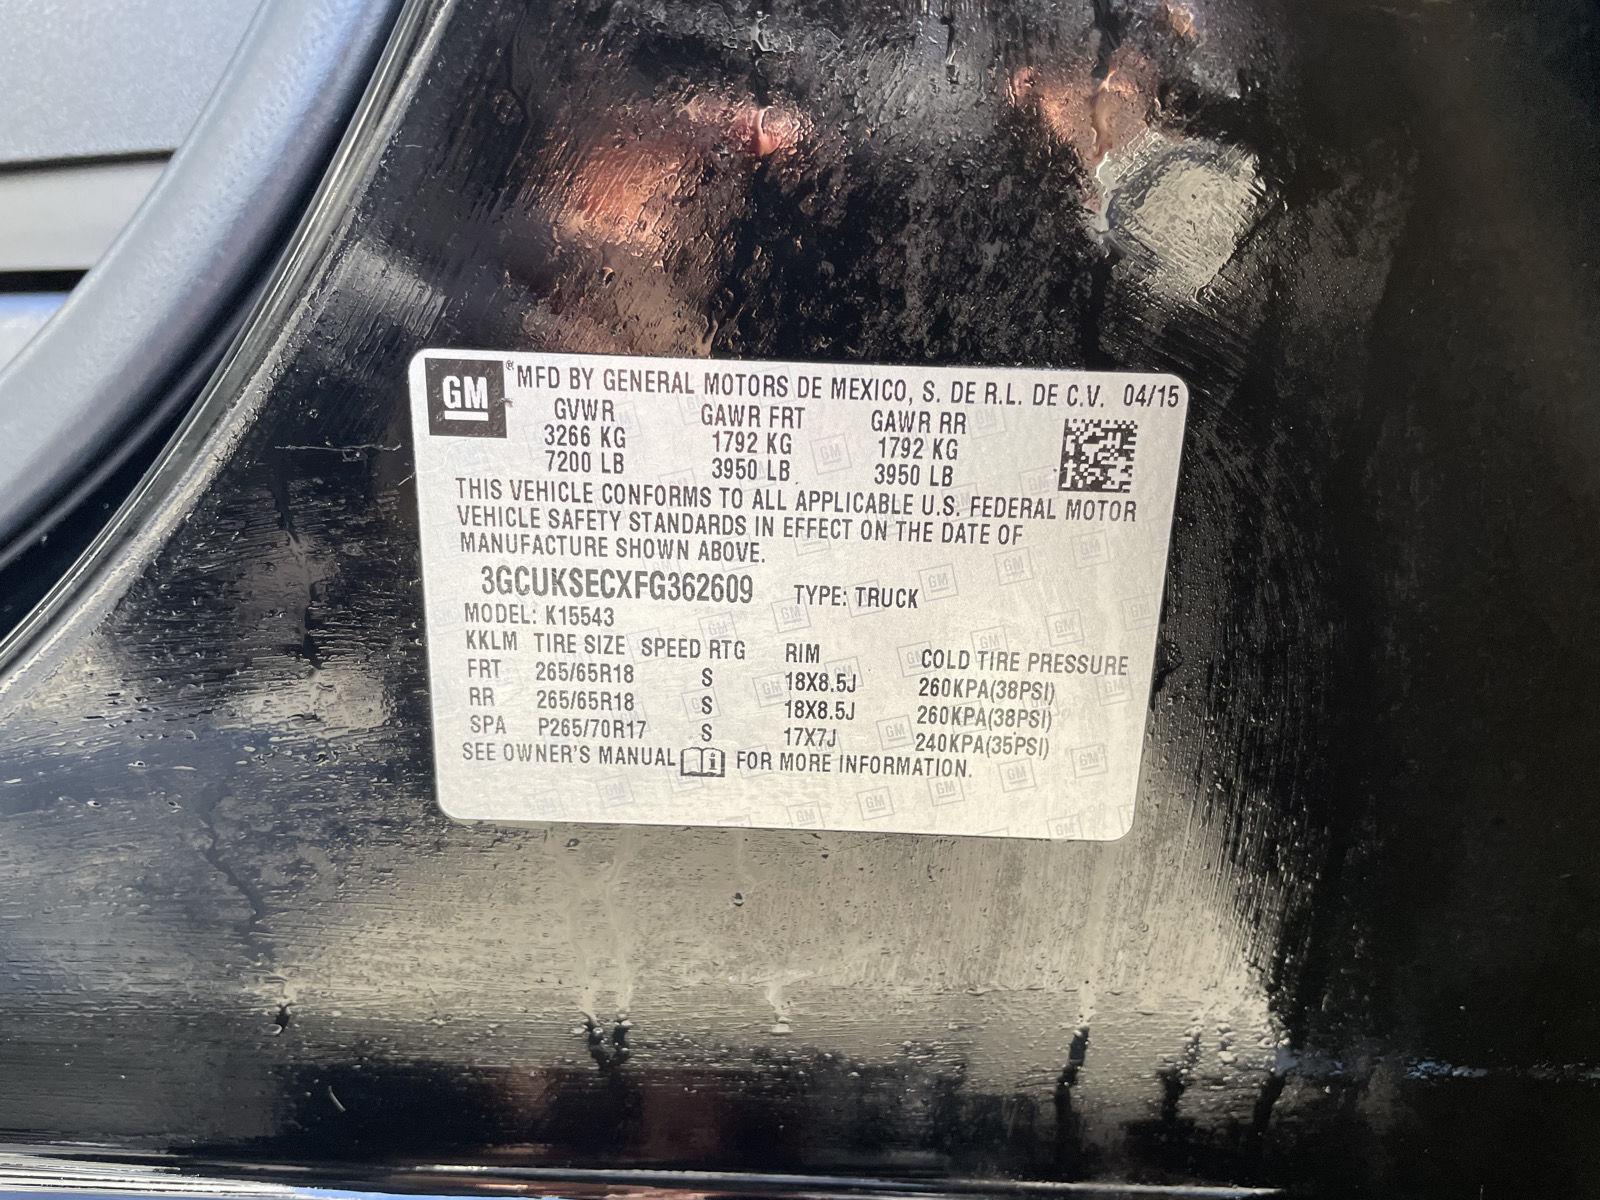 GM ® MFD BY GENERAL MOTORS DE MEXICO, S. DE R.L. DE C.V. 04/15
GVWR GAWR FRT GAWR RR
3266 KG 1792 KG 1792 KG
7200 LB 3950 LB 3950 LB
THIS VEHICLE CONFORMS TO ALL APPLICABLE U.S. FEDERAL MOTOR
VEHICLE SAFETY STANDARDS IN EFFECT ON THE DATE OF
MANUFACTURE SHOWN ABOVE.
3GCUKSECXFG362609 TYPE: TRUCK
MODEL: K15543
KKLM TIRE SIZE SPEED RTG RIM COLD TIRE PRESSURE
FRT 265/65R18 S 18X8.5J 260KPA(38PSI)
RR 265/65R18 S 18X8.5J 260KPA(38PSI)
SPA P265/70R17 S 17X7J 240KPA(35PSI)
SEE OWNER'S MANUAL i FOR MORE INFORMATION.